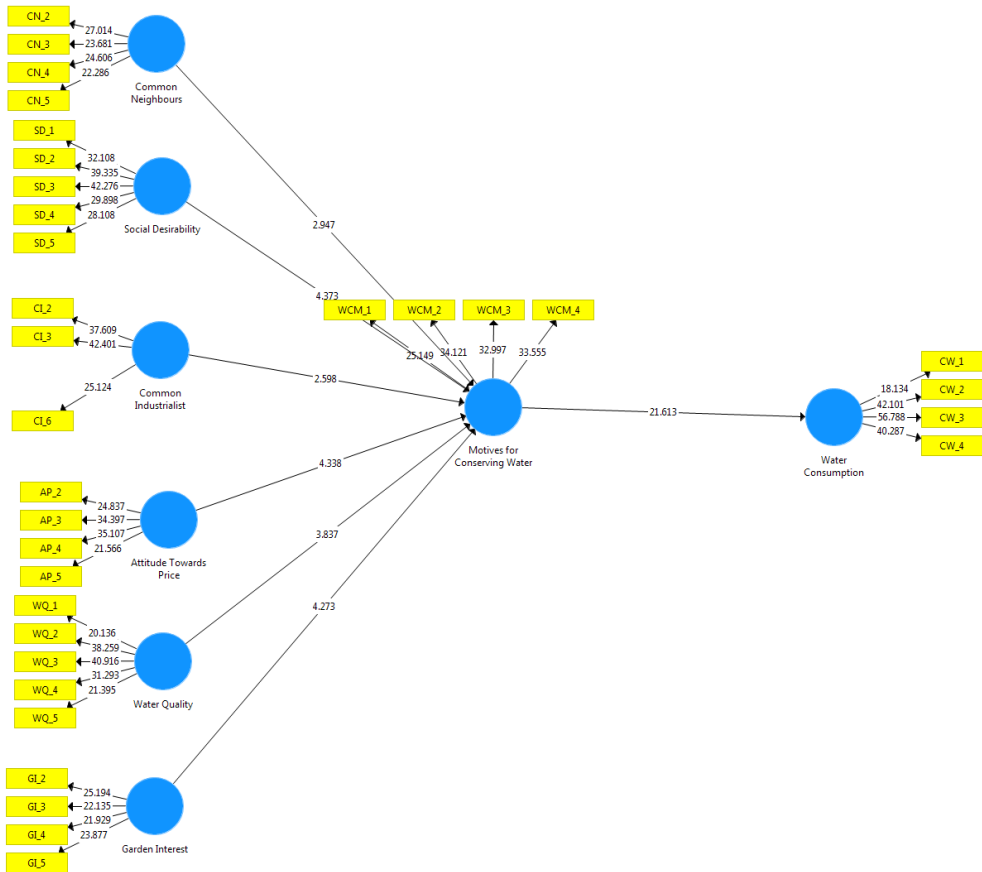 CN_2
27.014
CN_3
23.681
CN_4
24.606
CN_5
22.286
Common
Neighbours
SD_1
32.108
SD_2
39.335
SD_3
42.276
SD_4
29.898
SD_5
28.108
Social Desirability
2.947
4.373
CI_2
37.609
CI_3
42.401
25.124
CI_6
Common
Industrialist
2.598
WCM_1
WCM_2
WCM_3
WCM_4
25.149
34.121
32.997
33.555
Motives for
Conserving Water
21.613
CW_1
18.134
CW_2
42.101
CW_3
56.788
CW_4
40.287
Water
Consumption
AP_2
24.837
AP_3
34.397
AP_4
35.107
AP_5
21.566
Attitude Towards
Price
4.338
WQ_1
20.136
WQ_2
38.259
WQ_3
40.916
WQ_4
31.293
WQ_5
21.395
Water Quality
3.837
4.273
GI_2
25.194
GI_3
22.135
GI_4
21.929
GI_5
23.877
Garden Interest